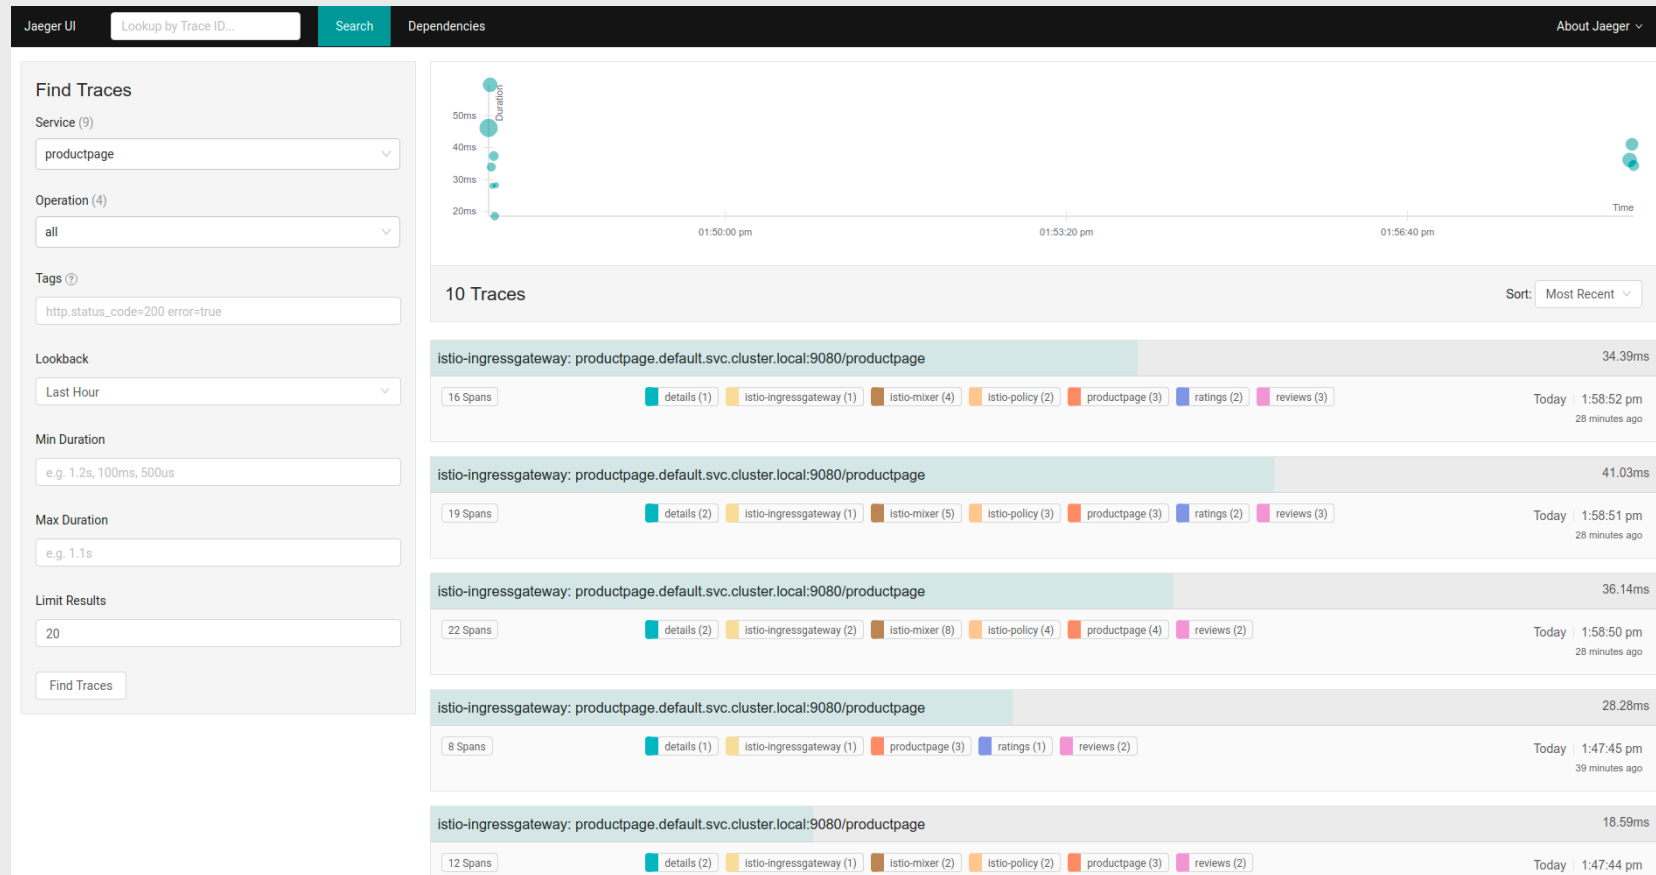 Jaeger UI
Lookup by Trace ID...
Search
Dependencies
About Jaeger
Find Traces
Service (9)
productpage
Operation (4)
all
Tags ?
http.status_code=200 error=true
Lookback
Last Hour
Min Duration
e.g. 1.2s, 100ms, 500us
Max Duration
e.g. 1.1s
Limit Results
20
Find Traces
Duration
50ms
40ms
30ms
20ms
Time
01:50:00 pm
01:53:20 pm
01:56:40 pm
10 Traces
Sort: Most Recent
istio-ingressgateway: productpage.default.svc.cluster.local:9080/productpage 34.39ms
16 Spans details (1) istio-ingressgateway (1) istio-mixer (4) istio-policy (2) productpage (3) ratings (2) reviews (3) Today 1:58:52 pm
28 minutes ago
istio-ingressgateway: productpage.default.svc.cluster.local:9080/productpage 41.03ms
19 Spans details (2) istio-ingressgateway (1) istio-mixer (5) istio-policy (3) productpage (3) ratings (2) reviews (3) Today 1:58:51 pm
28 minutes ago
istio-ingressgateway: productpage.default.svc.cluster.local:9080/productpage 36.14ms
22 Spans details (2) istio-ingressgateway (2) istio-mixer (8) istio-policy (4) productpage (4) reviews (2) Today 1:58:50 pm
28 minutes ago
istio-ingressgateway: productpage.default.svc.cluster.local:9080/productpage 28.28ms
8 Spans details (1) istio-ingressgateway (1) productpage (3) ratings (1) reviews (2) Today 1:47:45 pm
39 minutes ago
istio-ingressgateway: productpage.default.svc.cluster.local:9080/productpage 18.59ms
12 Spans details (2) istio-ingressgateway (1) istio-mixer (2) istio-policy (2) productpage (3) reviews (2) Today 1:47:44 pm